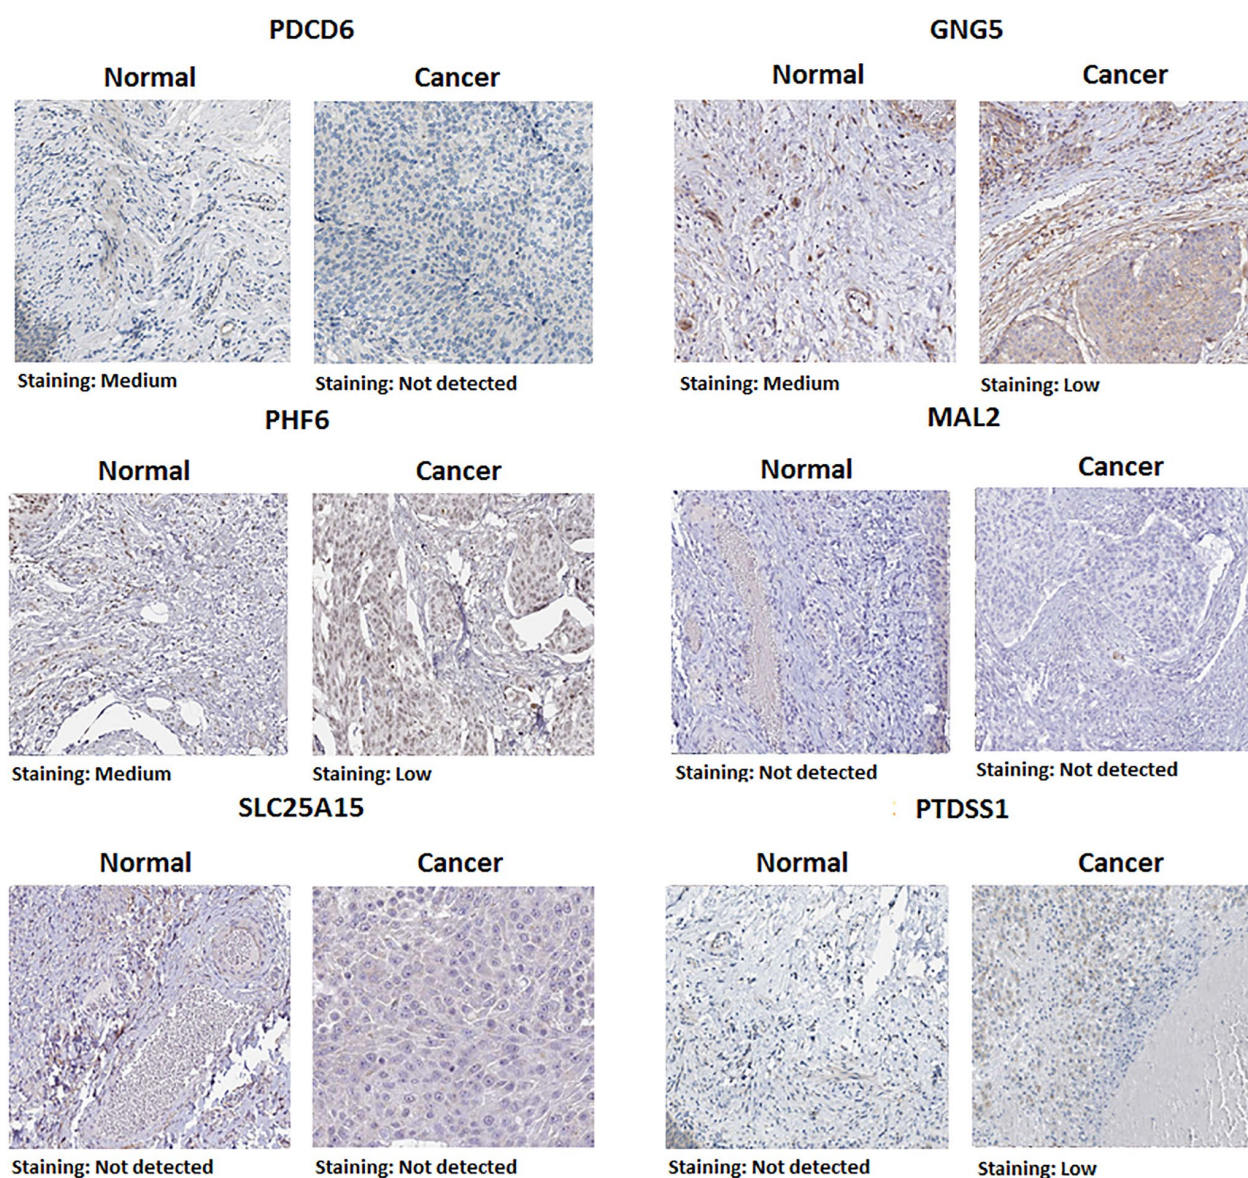 PDCD6
GNG5
Normal
Cancer
Normal
Cancer
Staining: Medium
Staining: Not detected
Staining: Medium
Staining: Low
PHF6
MAL2
Normal
Cancer
Normal
Cancer
Staining: Medium
Staining: Low
Staining: Not detected
Staining: Not detected
SLC25A15
PTDSS1
Normal
Cancer
Normal
Cancer
Staining: Not detected
Staining: Not detected
Staining: Not detected
Staining: Low